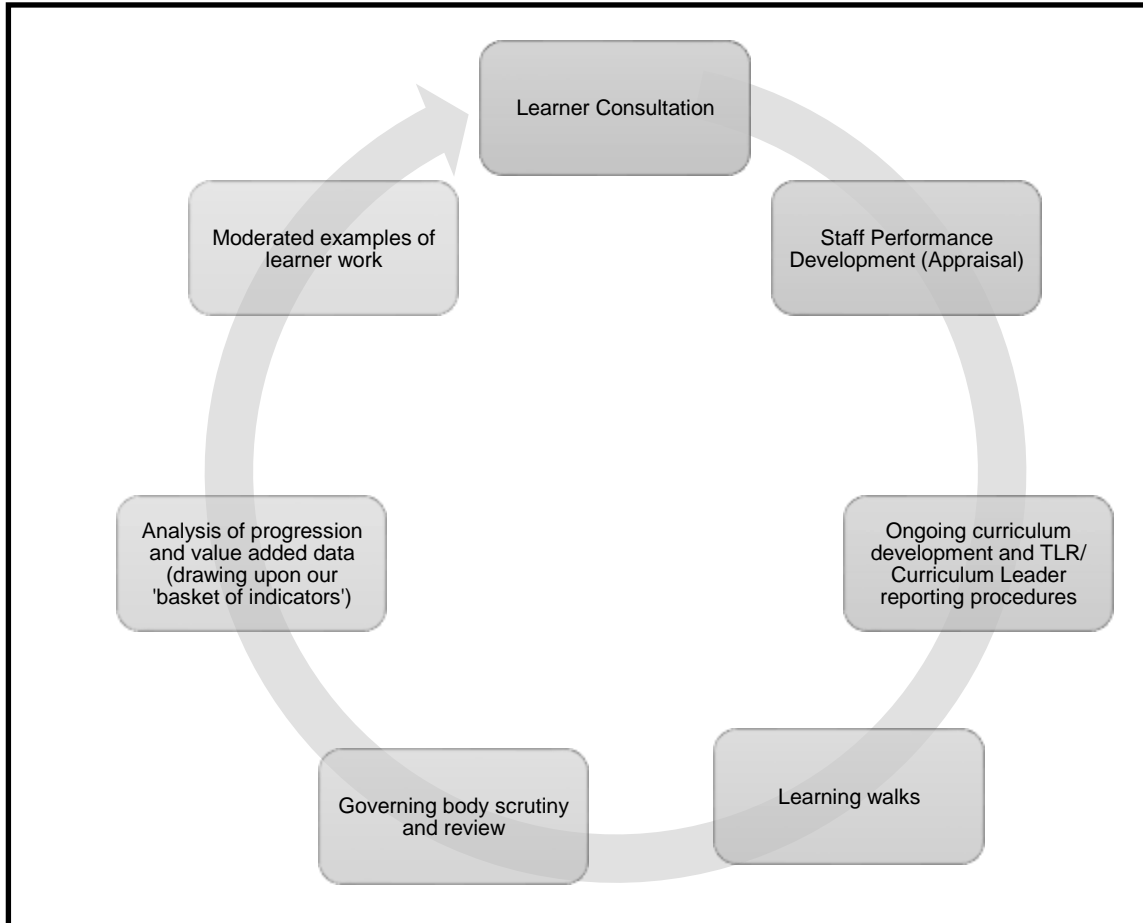 Learner Consultation
Staff Performance
Development (Appraisal)
Ongoing curriculum
development and TLR/
Curriculum Leader
reporting procedures
Learning walks
Governing body scrutiny
and review
Analysis of progression
and value added data
(drawing upon our
'basket of indicators')
Moderated examples of
learner work